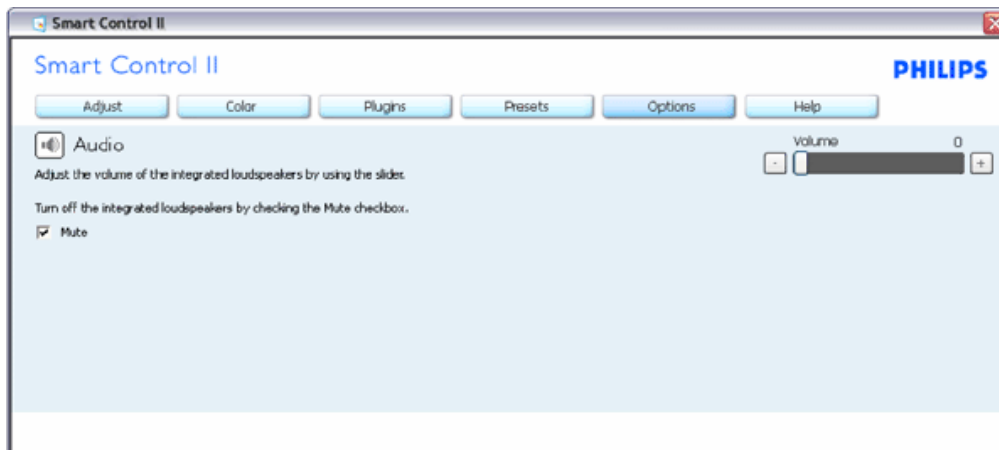 Smart Control II
Smart Control II
PHILIPS
Adjust Color Plugins Presets Options Help
Audio
Volume 0
- +
Adjust the volume of the integrated loudspeakers by using the slider.
Turn off the integrated loudspeakers by checking the Mute checkbox.
Mute